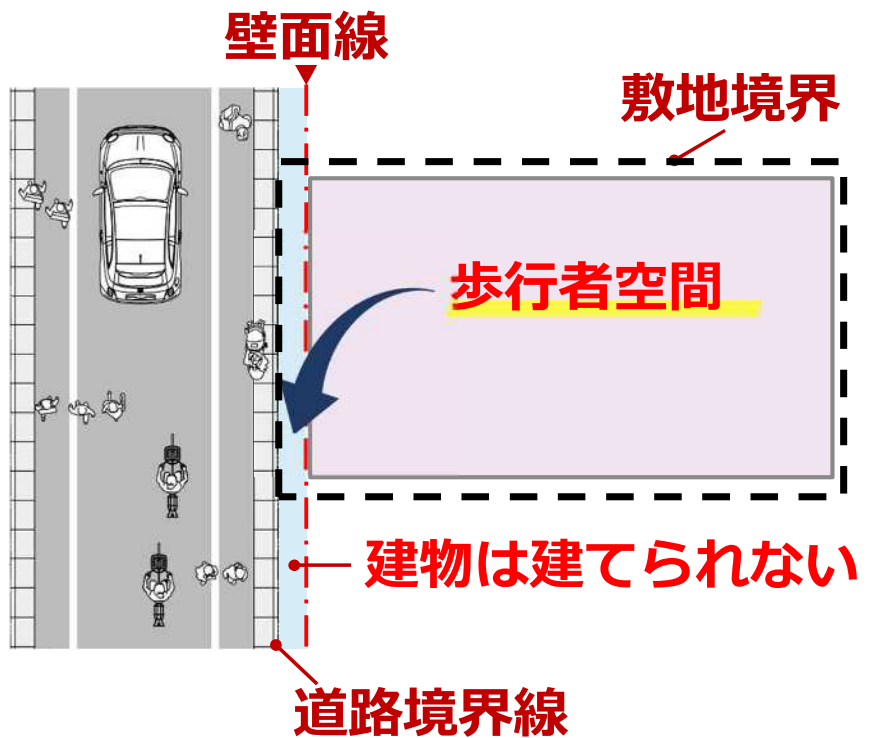 壁面線
敷地境界
歩行者空間
建物は建てられない
道路境界線